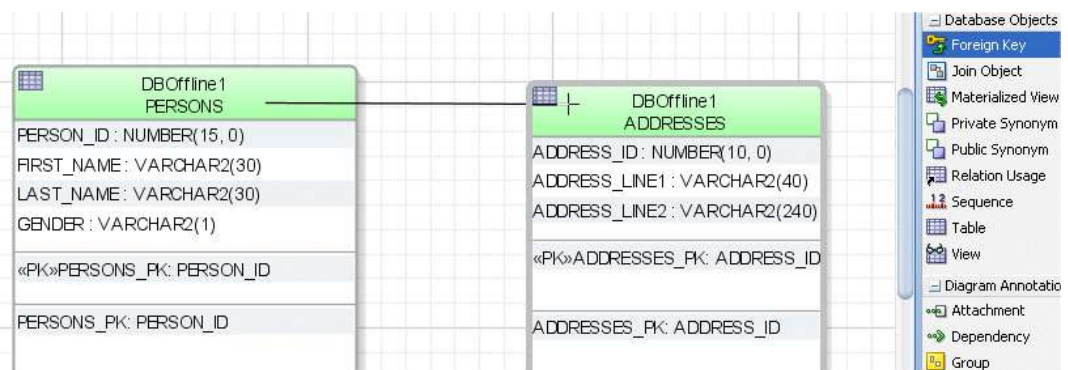 DBOffline1
PERSONS
PERSON_ID : NUMBER(15, 0)
FIRST_NAME : VARCHAR2(30)
LAST_NAME : VARCHAR2(30)
GENDER : VARCHAR2(1)
«PK»PERSONS_PK: PERSON_ID
PERSONS_PK: PERSON_ID
DBOffline1
ADDRESSES
ADDRESS_ID : NUMBER(10, 0)
ADDRESS_LINE1 : VARCHAR2(40)
ADDRESS_LINE2 : VARCHAR2(240)
«PK»ADDRESSES_PK: ADDRESS_ID
ADDRESSES_PK: ADDRESS_ID
Database Objects
Foreign Key
Join Object
Materialized View
Private Synonym
Public Synonym
Relation Usage
Sequence
Table
View
Diagram Annotatio
Attachment
Dependency
Group